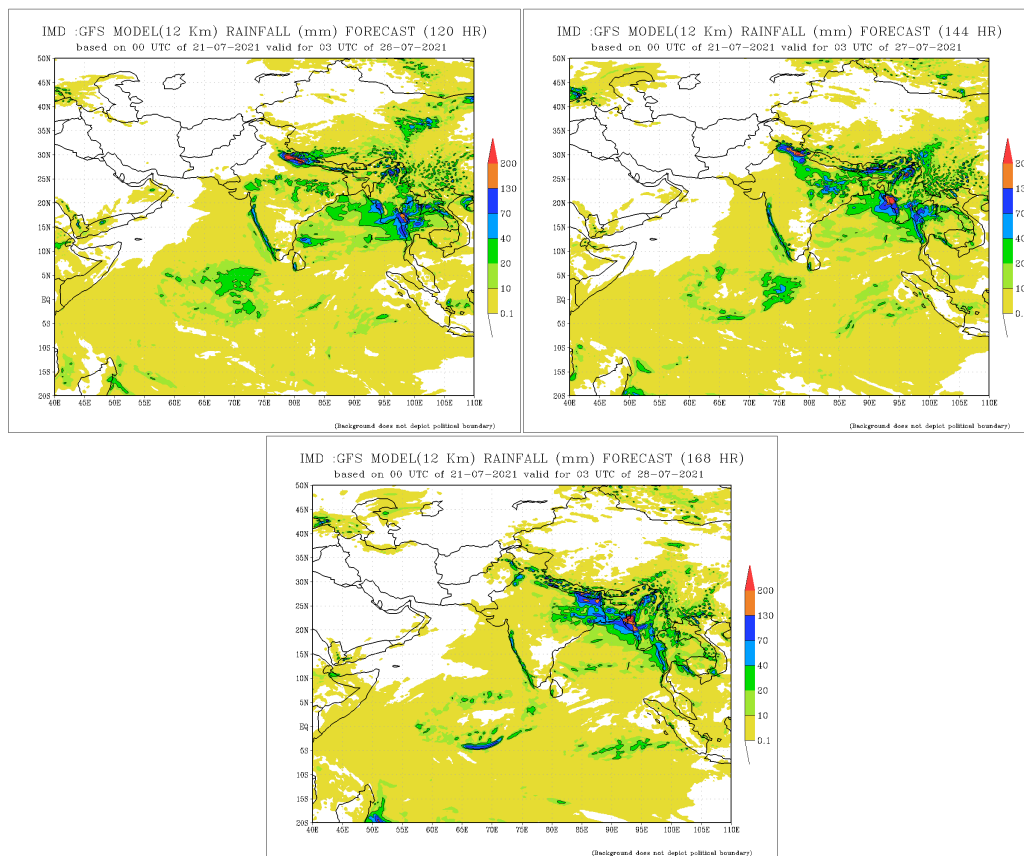 IMD :GFS MODEL(12 Km) RAINFALL (mm) FORECAST (120 HR)
based on 00 UTC of 21-07-2021 valid for 03 UTC of 26-07-2021
50N
45N
40N
35N
30N
25N
20N
15N
10N
5N
EQ
5S
10S
15S
20S
40E 45E 50E 55E 60E 65E 70E 75E 80E 85E 90E 95E 100E 105E 110E
200
130
70
40
20
10
0.1
(Background does not depict political boundary)
IMD :GFS MODEL(12 Km) RAINFALL (mm) FORECAST (144 HR)
based on 00 UTC of 21-07-2021 valid for 03 UTC of 27-07-2021
50N
45N
40N
35N
30N
25N
20N
15N
10N
5N
EQ
5S
10S
15S
20S
40E 45E 50E 55E 60E 65E 70E 75E 80E 85E 90E 95E 100E 105E 110E
200
130
70
40
20
10
0.1
(Background does not depict political boundary)
IMD :GFS MODEL(12 Km) RAINFALL (mm) FORECAST (168 HR)
based on 00 UTC of 21-07-2021 valid for 03 UTC of 28-07-2021
50N
45N
40N
35N
30N
25N
20N
15N
10N
5N
EQ
5S
10S
15S
20S
40E 45E 50E 55E 60E 65E 70E 75E 80E 85E 90E 95E 100E 105E 110E
200
130
70
40
20
10
0.1
(Background does not depict political boundary)